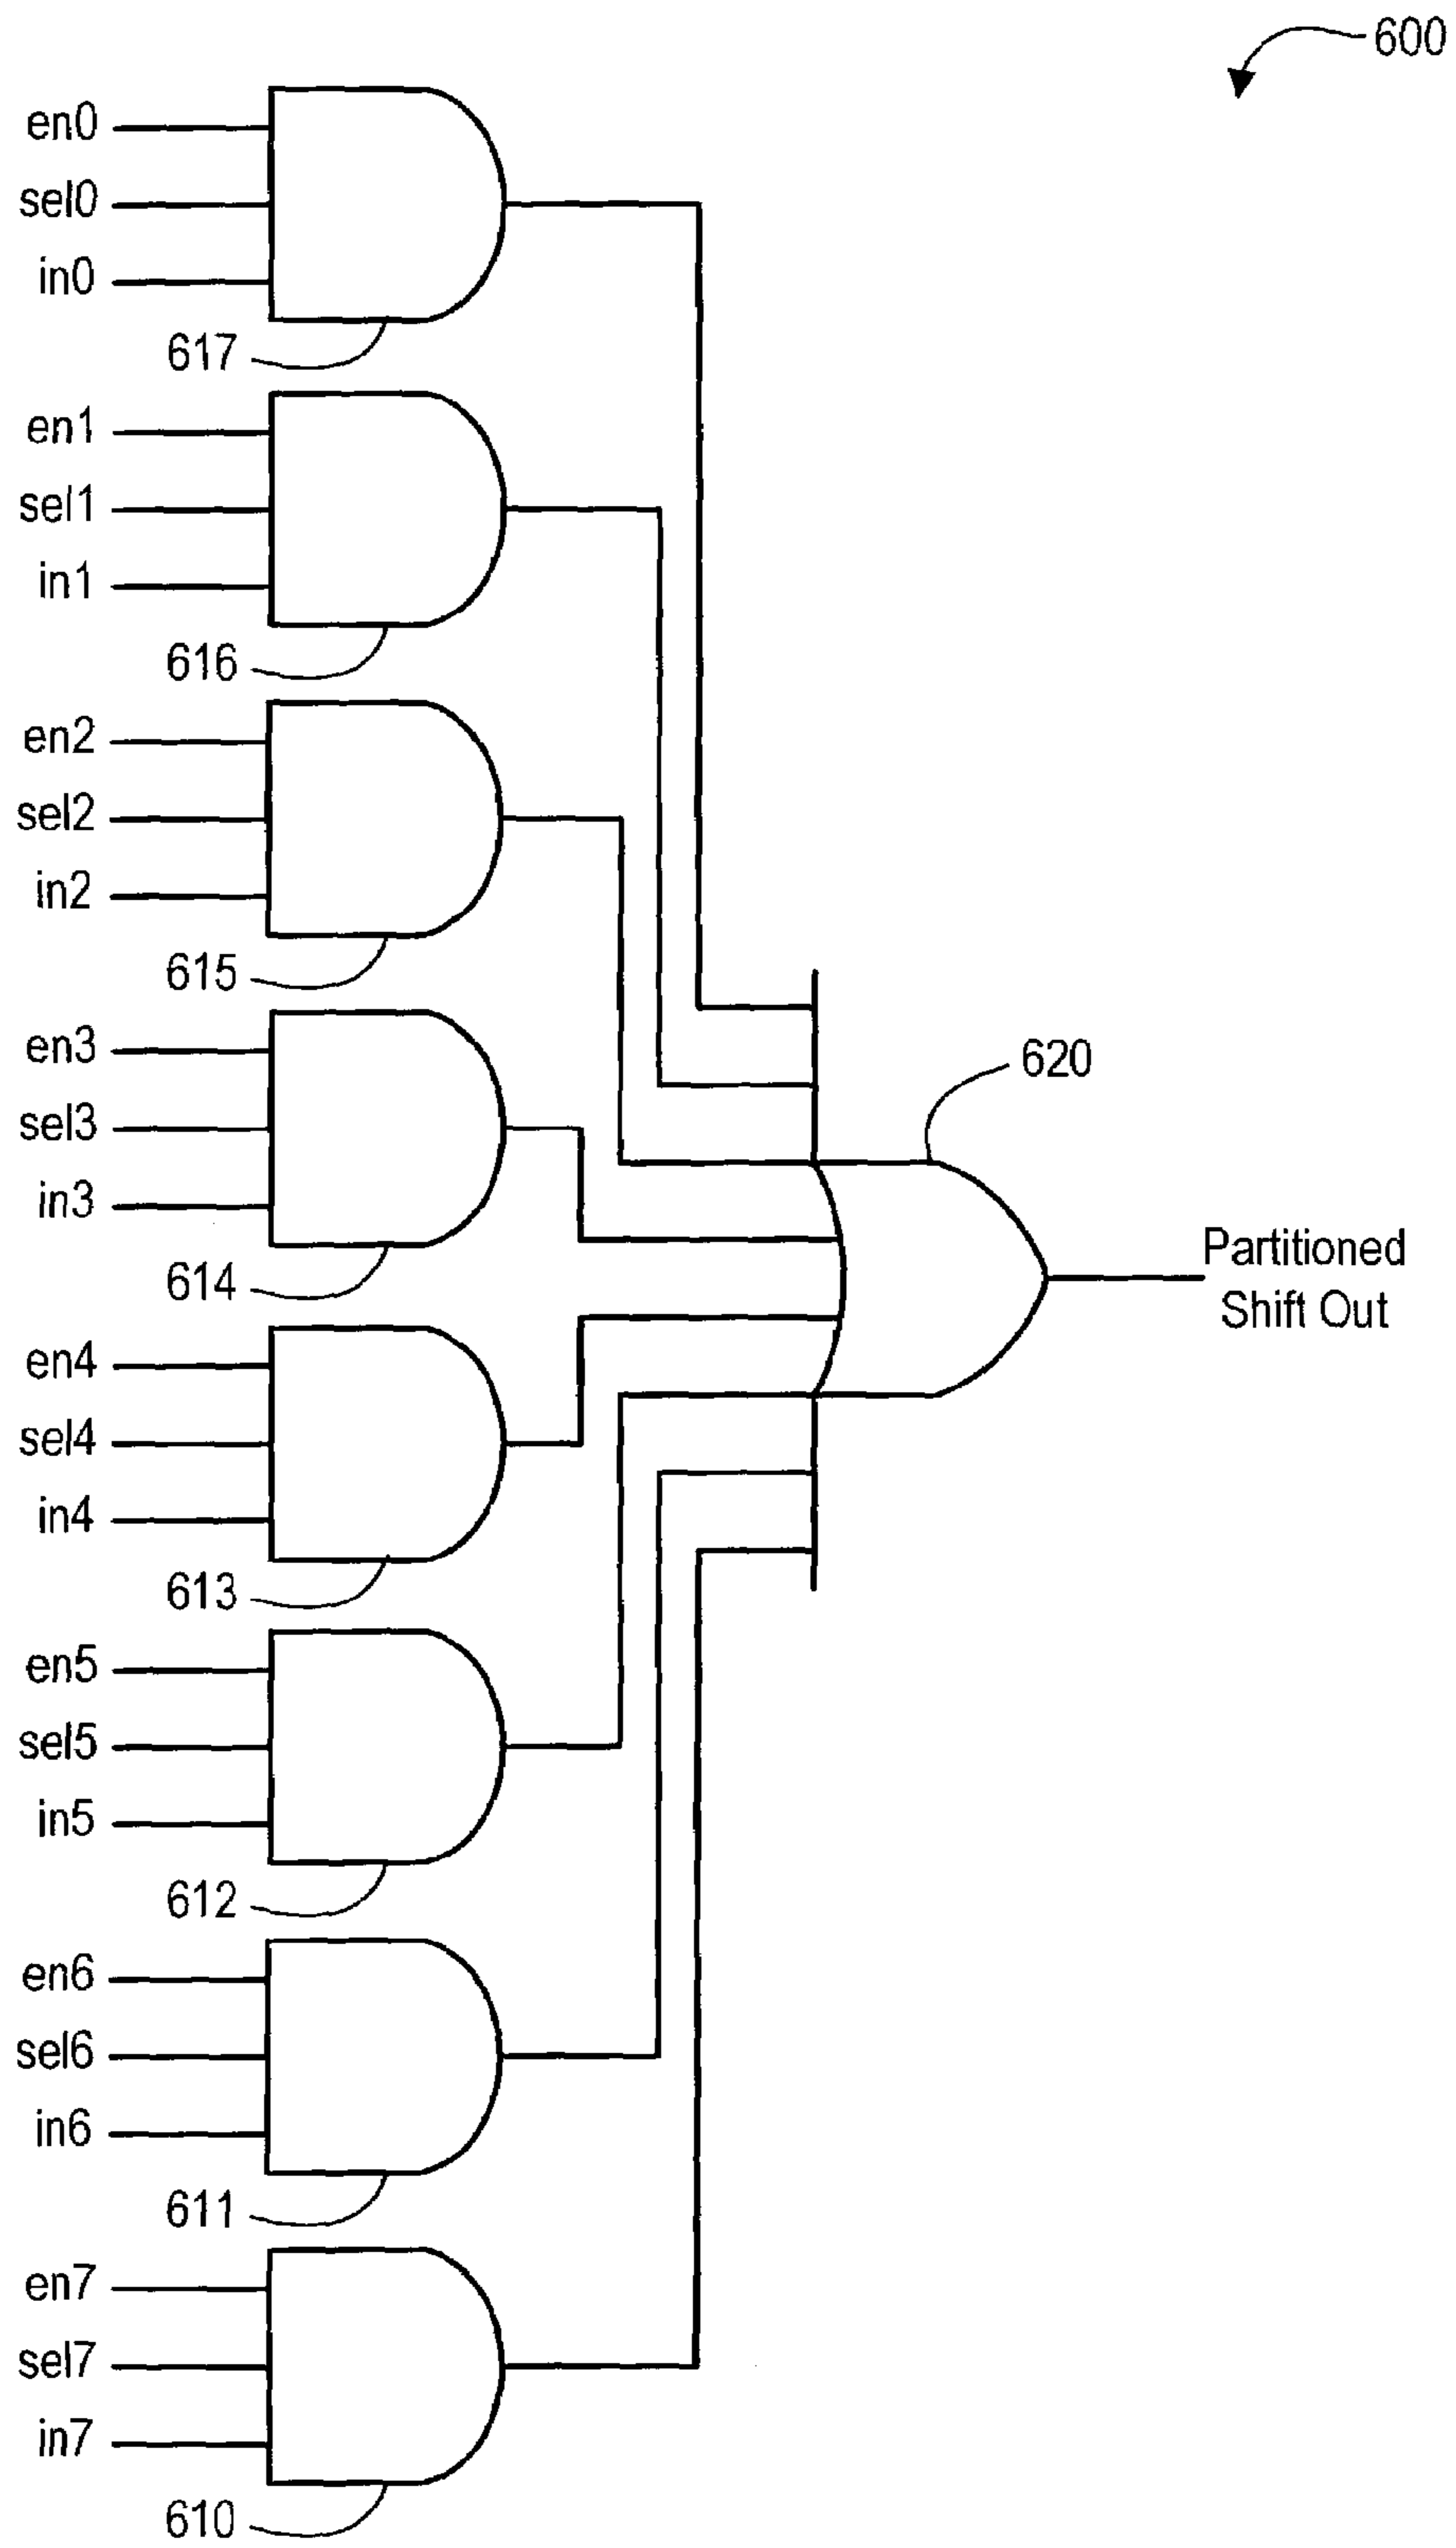 600
en0
sel0
in0
617
en1
sel1
in1
616
en2
sel2
in2
615
en3
sel3
in3
614
620
Partitioned
Shift Out
en4
sel4
in4
613
en5
sel5
in5
612
en6
sel6
in6
611
en7
sel7
in7
610